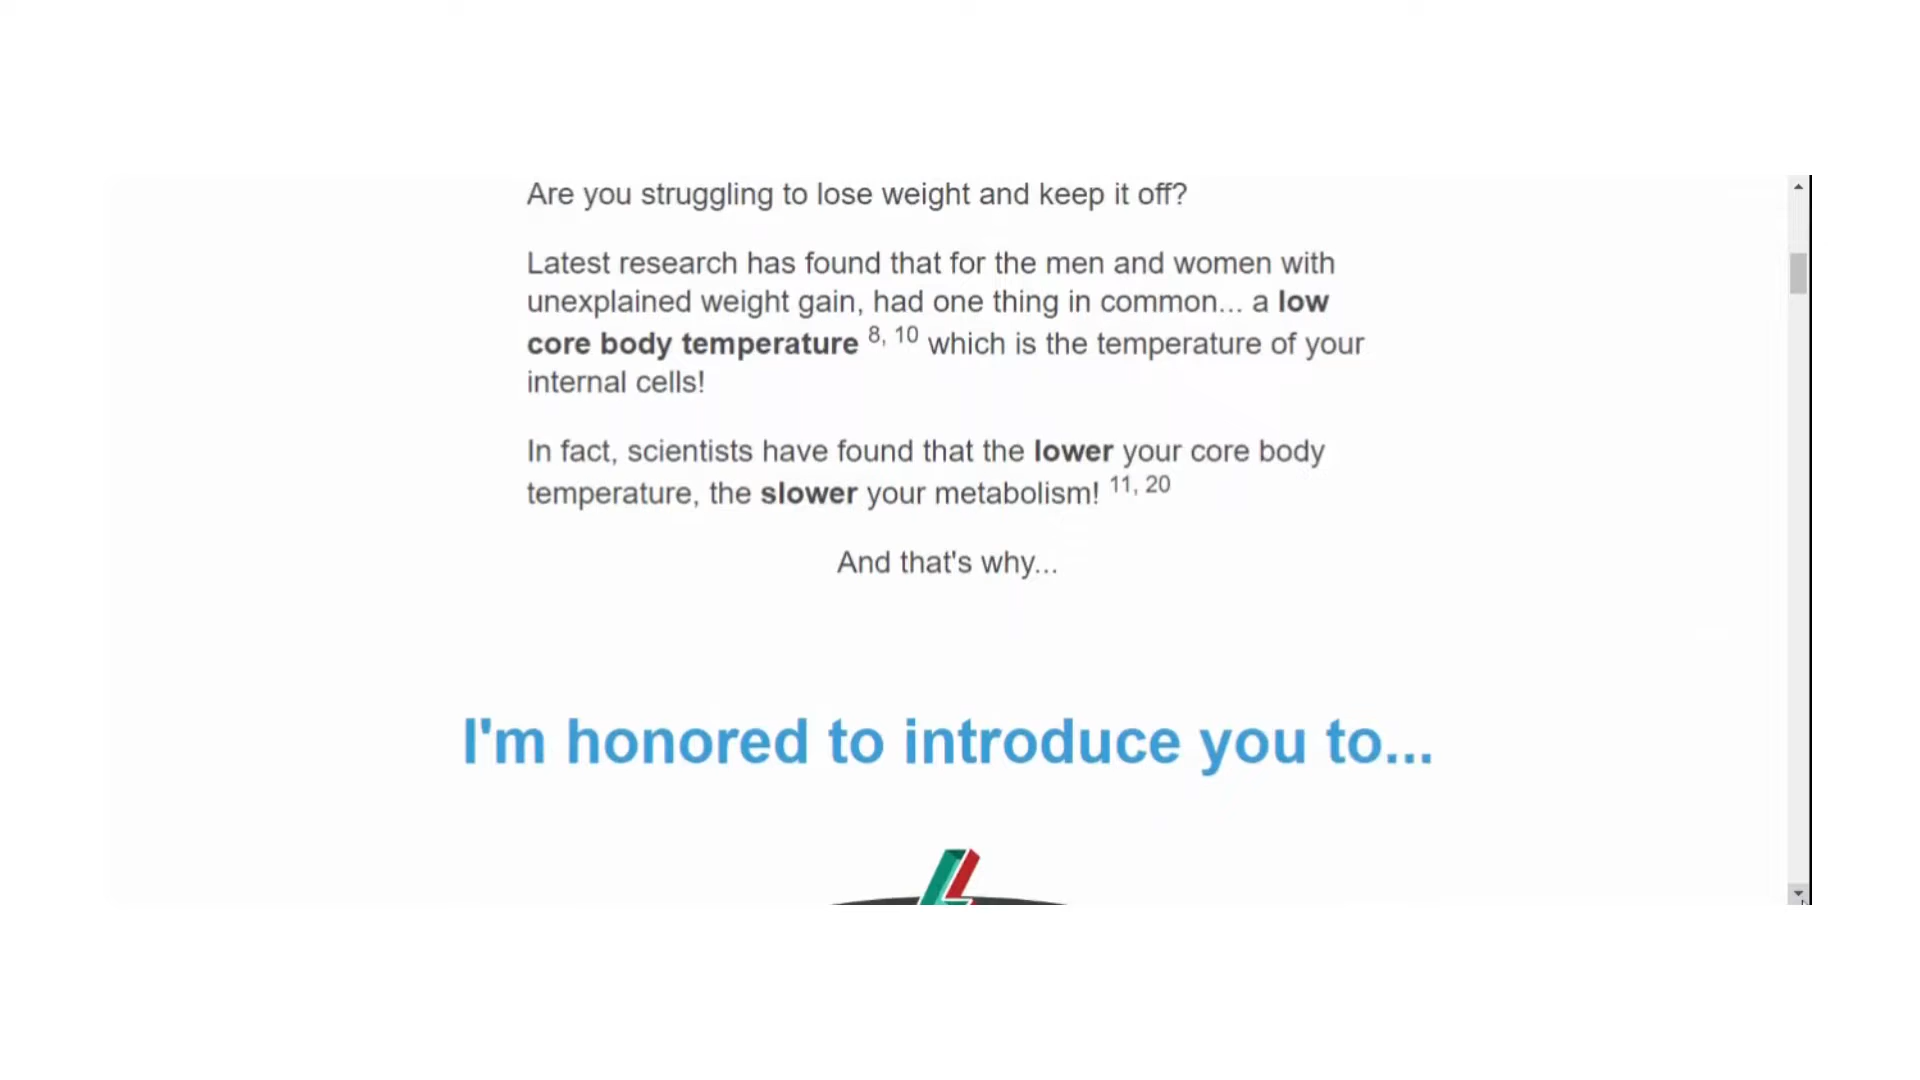 Are you struggling to lose weight and keep it off?
Latest research has found that for the men and women with
unexplained weight gain, had one thing in common... a low
core body temperature 8, 10 which is the temperature of your
internal cells!
In fact, scientists have found that the lower your core body
temperature, the slower your metabolism! 11, 20
And that's why...
I'm honored to introduce you to...